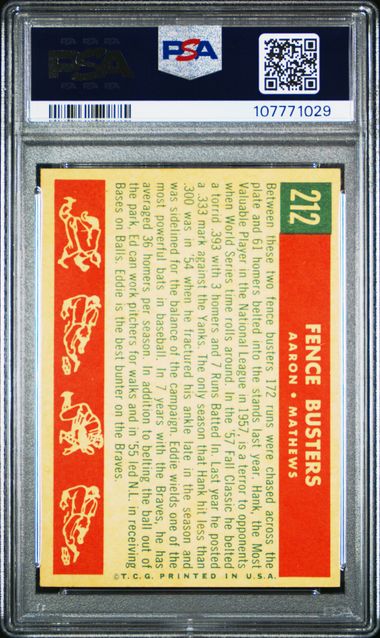 PSA
PSA
107771029
212
FENCE BUSTERS
AARON • MATHEWS
Between these two fence busters 172 runs were chased across the
plate and 61 homers belted into the stands last year. Hank, the Most
Valuable Player in the National League in 1957, is a terror to opponents
when World Series time rolls around. In the '57 Fall Classic he belted
a torrid .393 with 3 homers and 7 Runs Batted In. Last year he posted
a .333 mark against the Yanks. The only season that Hank hit less than
.300 was in '54 when he fractured his ankle late in the season and
was sidelined for the balance of the campaign. Eddie wields one of the
most powerful bats in baseball. In 7 years with the Braves, he has
averaged 36 homers per season. In addition to belting the ball out of
the park, Ed can work pitchers for walks and in '55 led N.L. in receiving
Bases on Balls. Eddie is the best bunter on the Braves.
©T.C.G. PRINTED IN U.S.A.